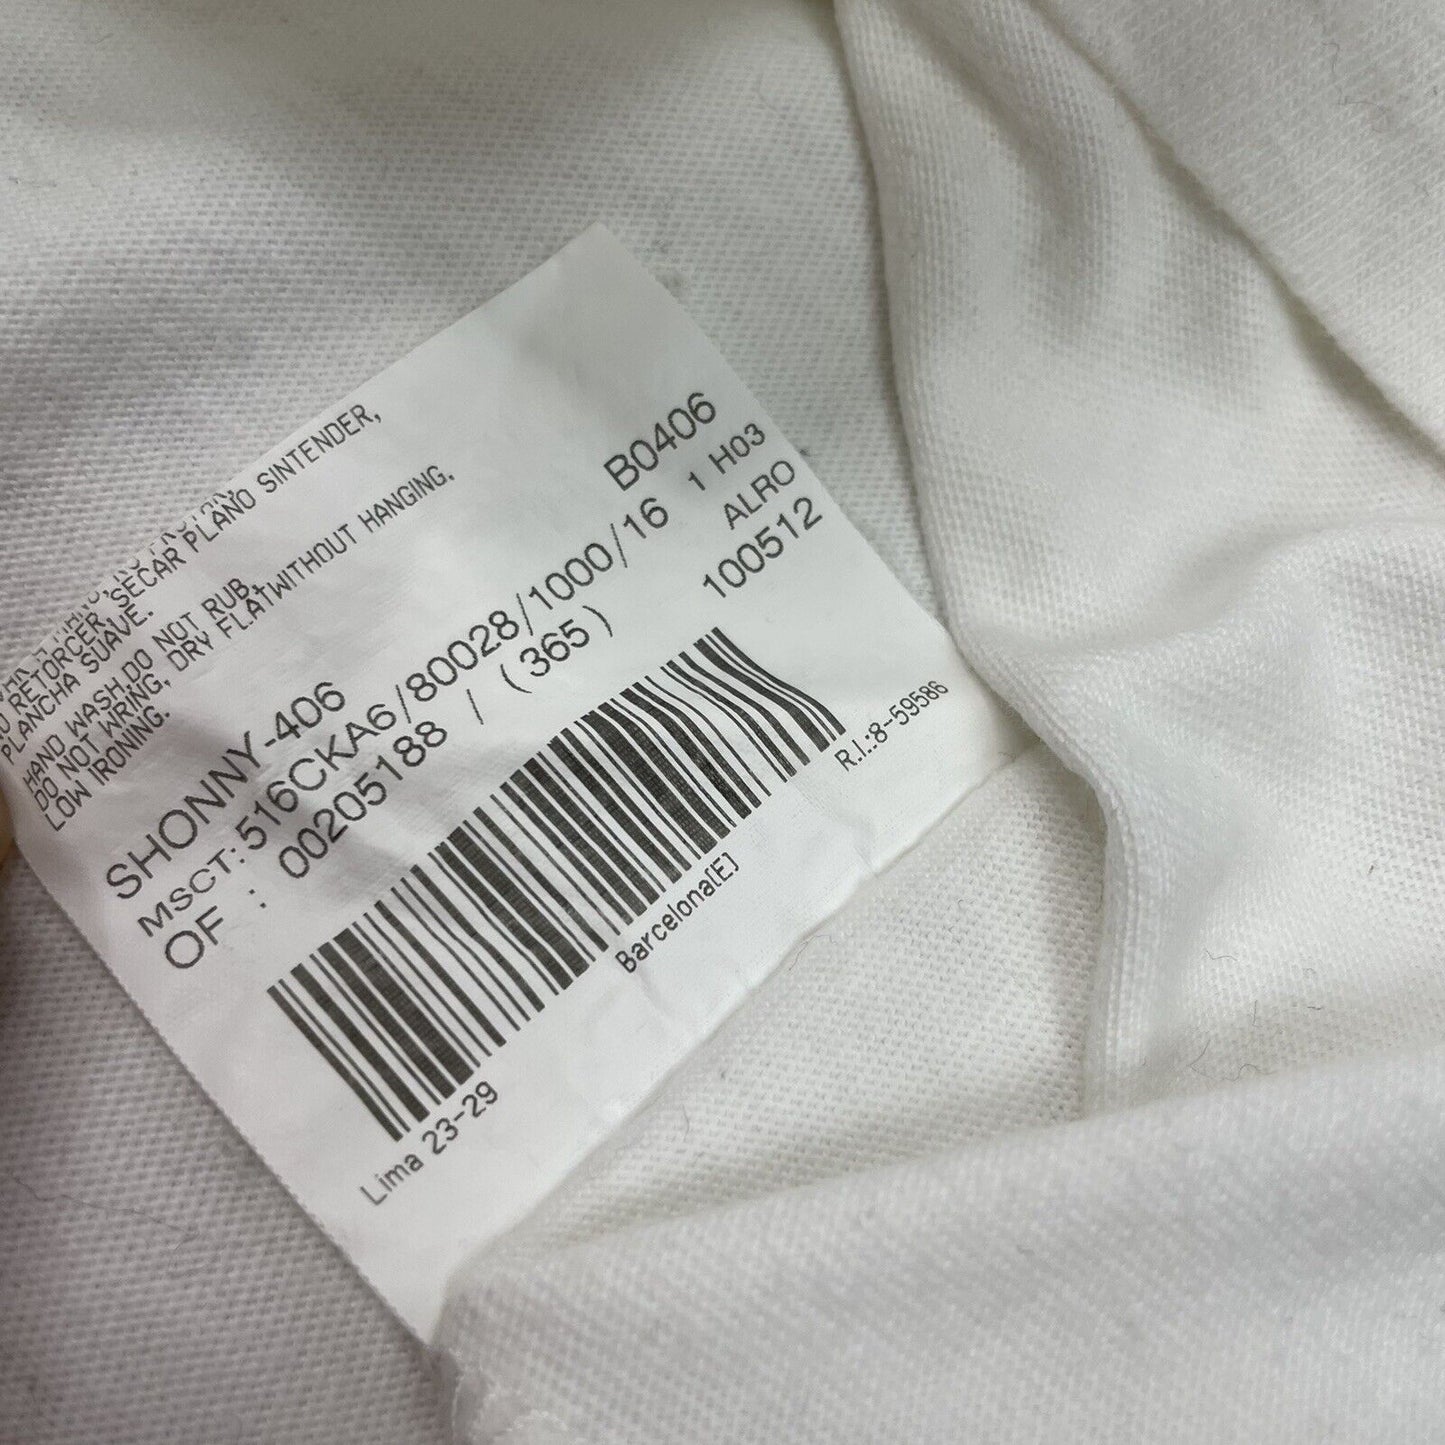 NO RETORCER SECAR PLANO SINTENDER,
PLANCHA SUAVE.
HAND WASH,DO NOT RUB,
DO NOT WRING, DRY FLATWITHOUT HANGING.
LOW IRONING.
SHONNY-406 B0406
MSCT: 516CKA6/80028/1000/16 1 H03
OF : 00205188 / (365) ALRO
100512
R.I.:8-59586
Barcelona[E]
Lima 23-29